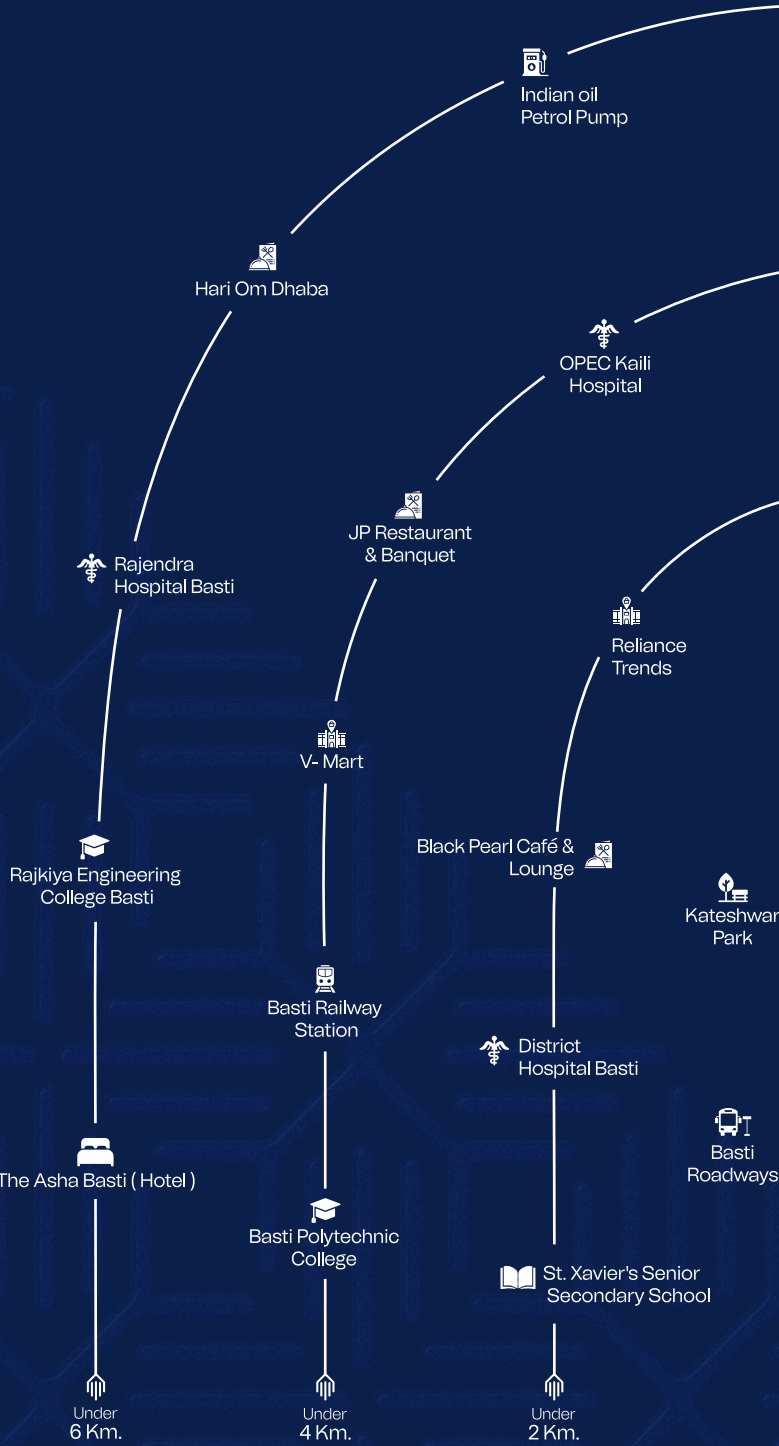 Indian oil
Petrol Pump
Hari Om Dhaba
OPEC Kaili
Hospital
JP Restaurant
& Banquet
Rajendra
Hospital Basti
Reliance
Trends
V- Mart
Black Pearl Café &
Lounge
Rajkiya Engineering
College Basti
Kateshwar
Park
Basti Railway
Station
District
Hospital Basti
The Asha Basti ( Hotel )
Basti
Roadways
Basti Polytechnic
College
St. Xavier's Senior
Secondary School
Under
6 Km.
Under
4 Km.
Under
2 Km.